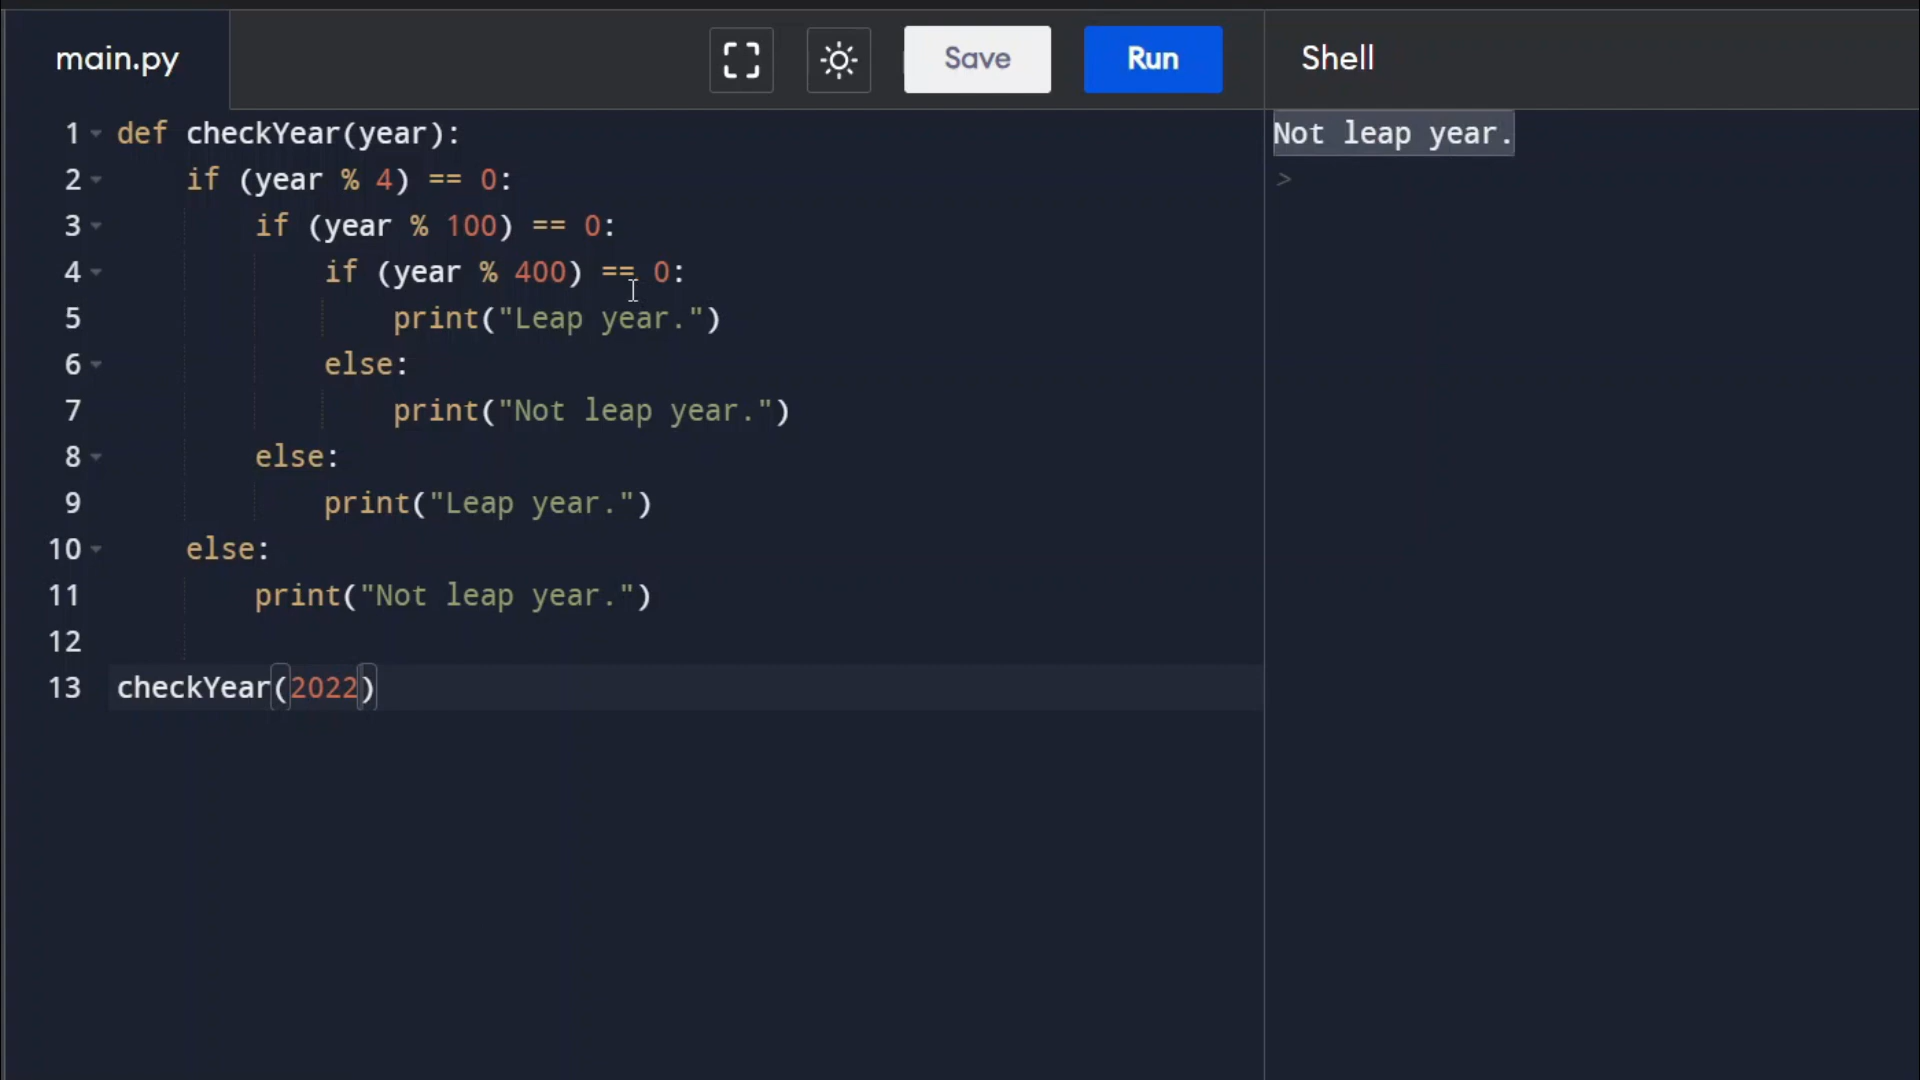 main.py
Save
Run
Shell
1 def checkYear(year):
2     if (year % 4) == 0:
3         if (year % 100) == 0:
4             if (year % 400) == 0:
5                 print("Leap year.")
6             else:
7                 print("Not leap year.")
8         else:
9             print("Leap year.")
10     else:
11         print("Not leap year.")
12
13 checkYear(2022)
Not leap year.
>